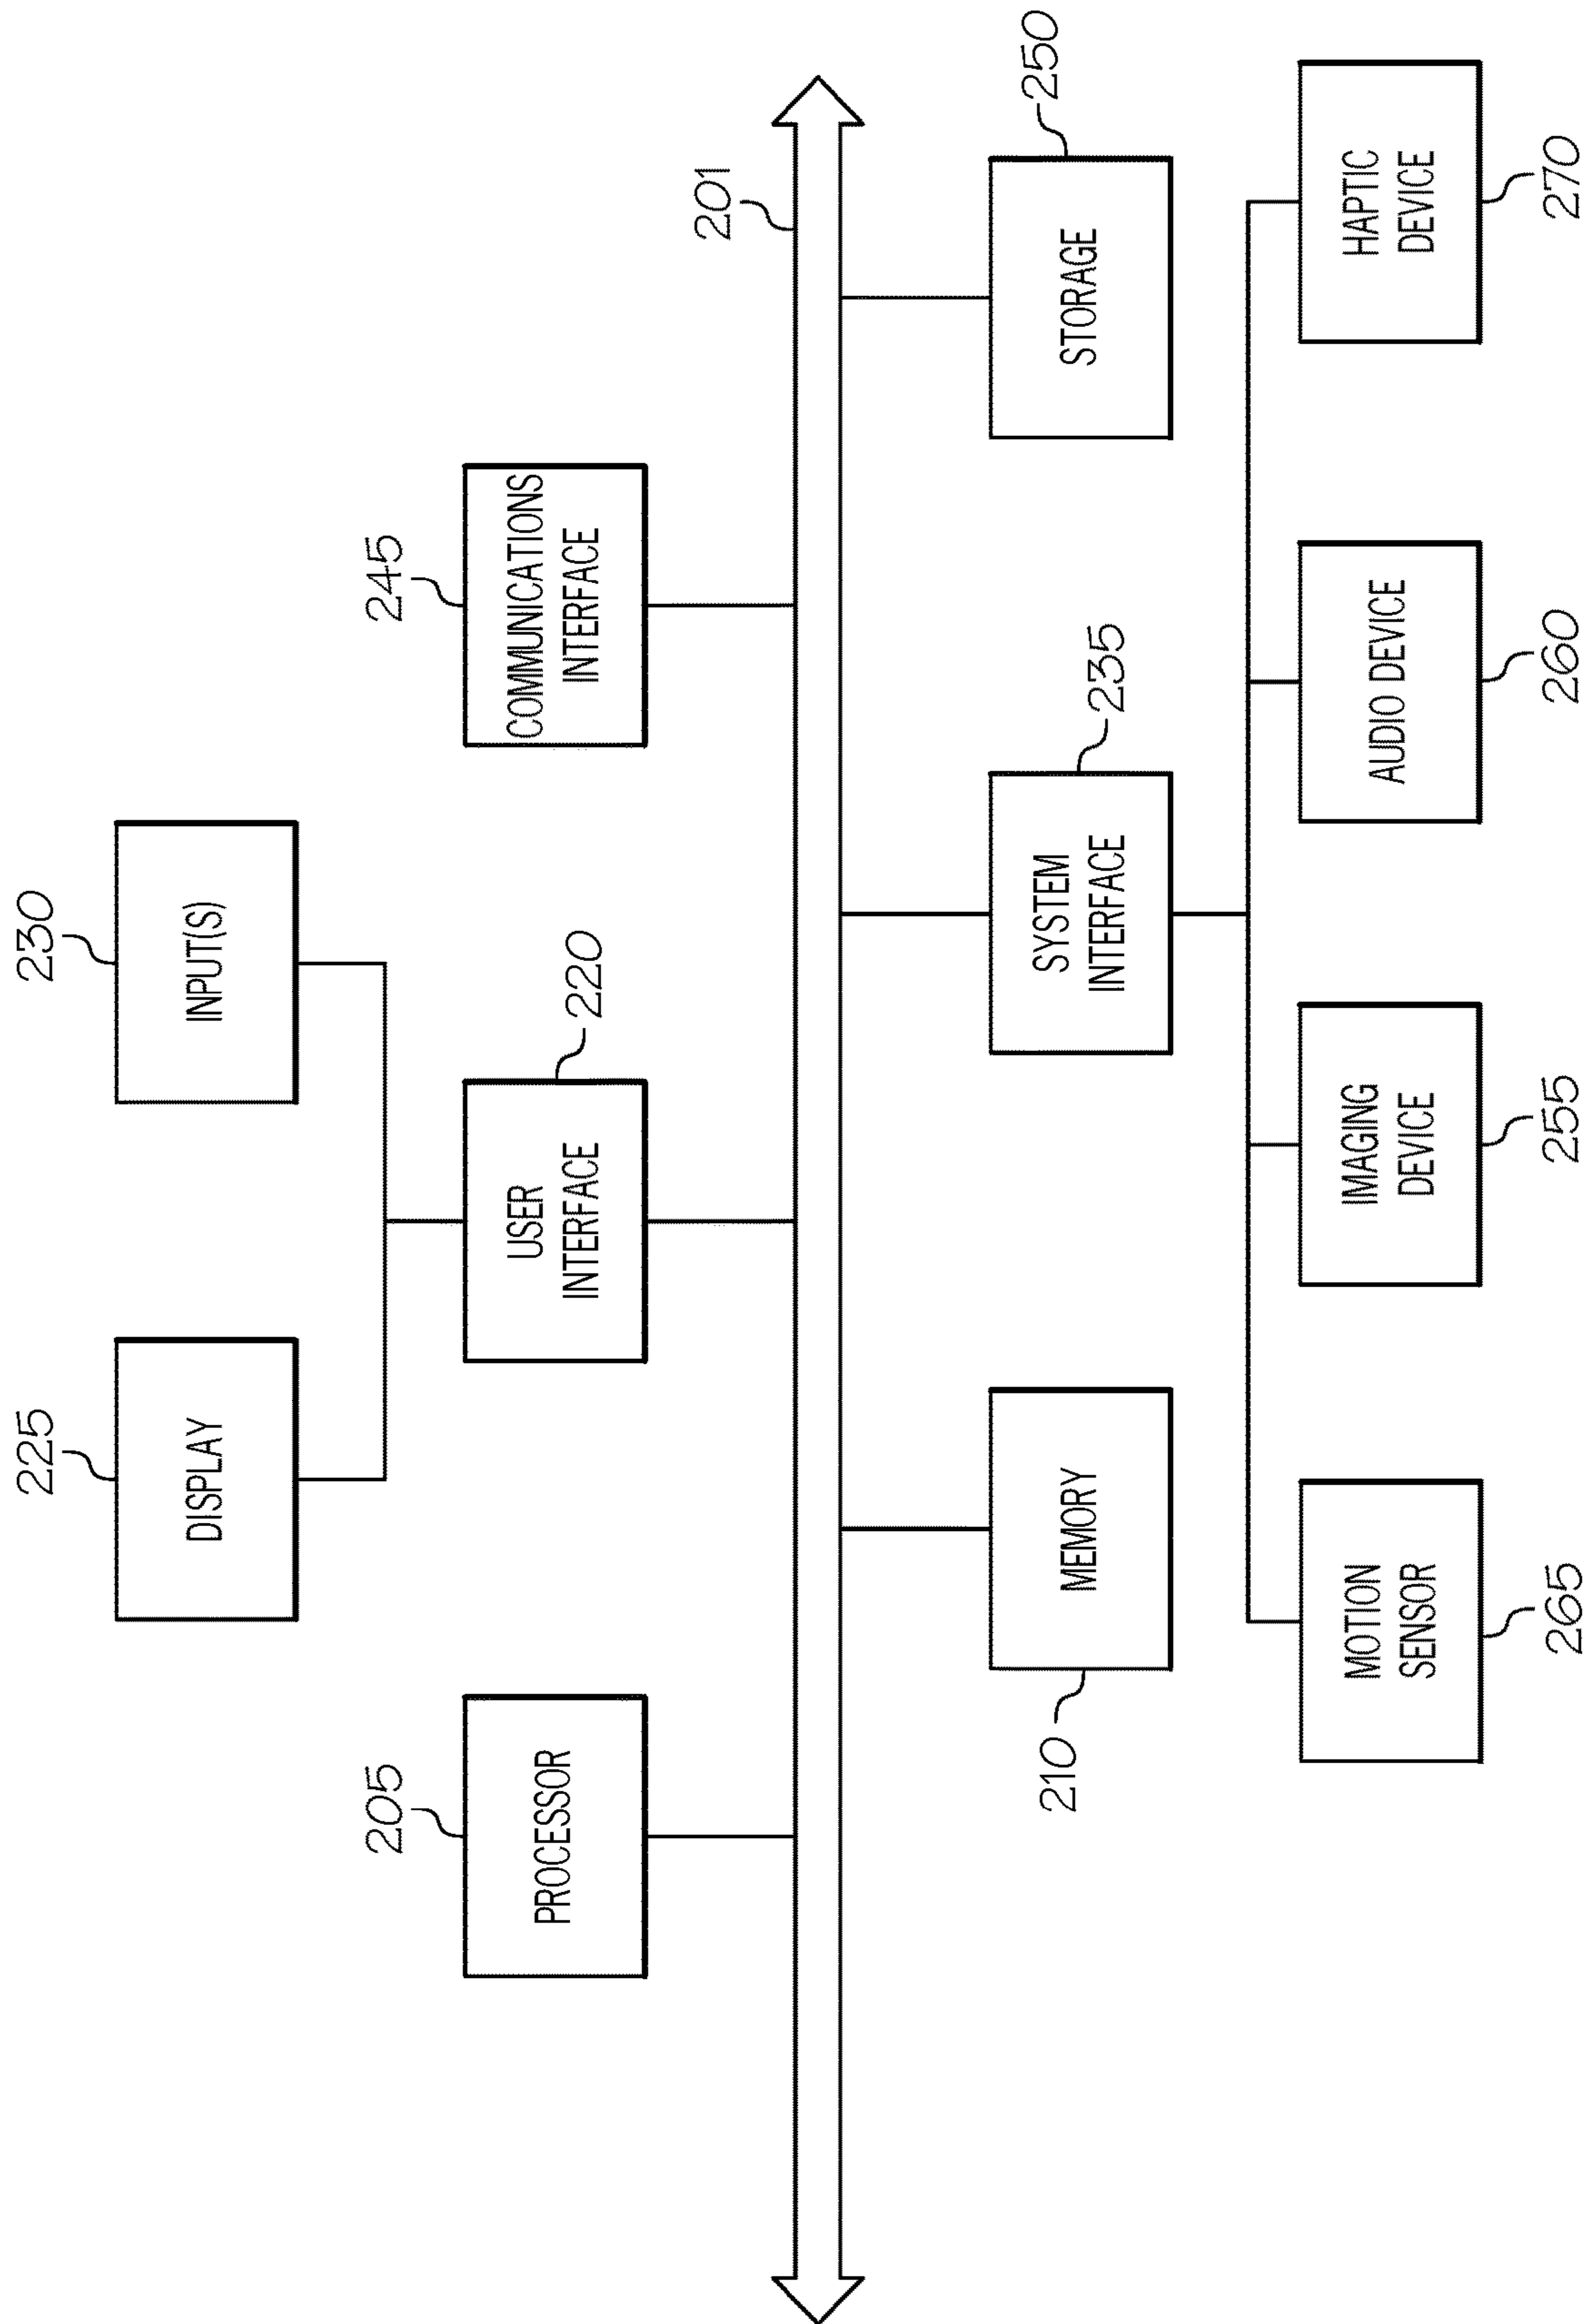 225
DISPLAY
230
INPUT(S)
205
PROCESSOR
USER
INTERFACE
220
245
COMMUNICATIONS
INTERFACE
201
MEMORY
210
SYSTEM
INTERFACE
235
STORAGE
250
MOTION
SENSOR
265
IMAGING
DEVICE
255
AUDIO DEVICE
260
HAPTIC
DEVICE
270